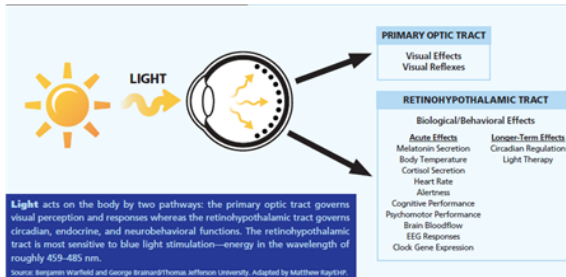 LIGHT
PRIMARY OPTIC TRACT
Visual Effects
Visual Reflexes
RETINOHYPOTHALAMIC TRACT
Biological/Behavioral Effects
Acute Effects
Melatonin Secretion
Body Temperature
Cortisol Secretion
Heart Rate
Alertness
Cognitive Performance
Psychomotor Performance
Brain Bloodflow
EEG Responses
Clock Gene Expression
Longer-Term Effects
Circadian Regulation
Light Therapy
Light acts on the body by two pathways: the primary optic tract governs
visual perception and responses whereas the retinohypothalamic tract governs
circadian, endocrine, and neurobehavioral functions. The retinohypothalamic
tract is most sensitive to blue light stimulation—energy in the wavelength of
roughly 459–485 nm.
Source: Benjamin Warfield and George Brainard/Thomas Jefferson University. Adapted by Matthew Ray/EHP.